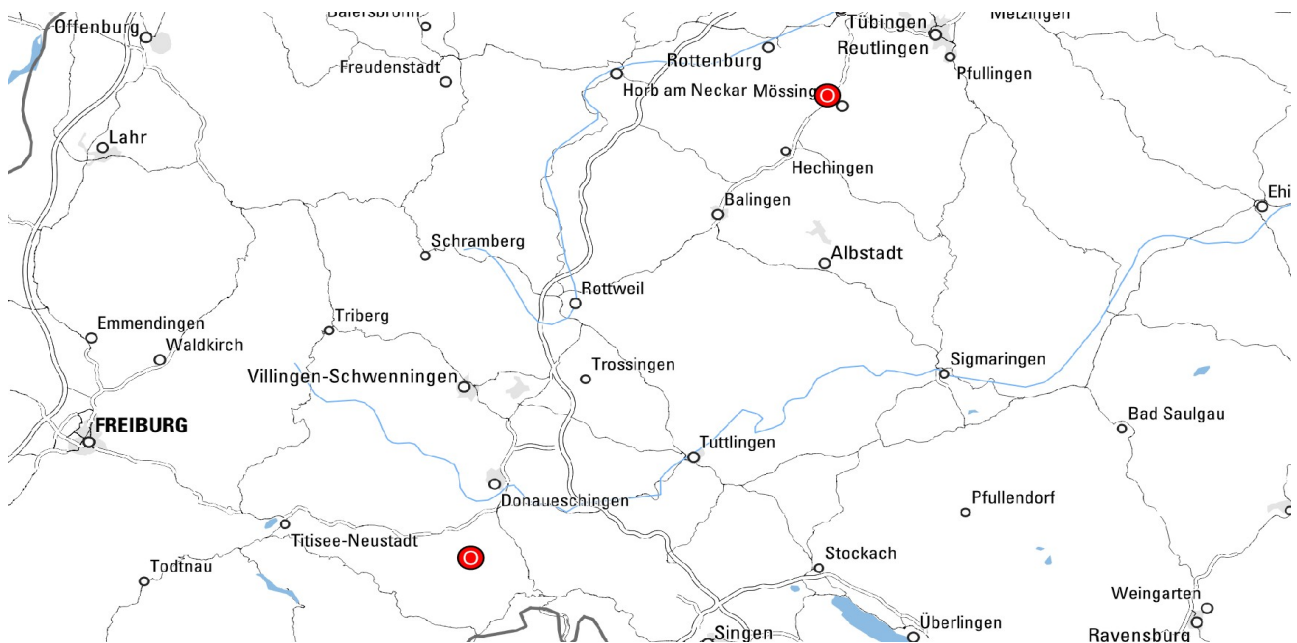 Baiersbronn
Metzingen
Offenburg
Tübingen
Reutlingen
Freudenstadt
Rottenburg
Pfullingen
Horb am Neckar
Mössing
O
Lahr
Hechingen
Balingen
Ehi
Schramberg
Albstadt
Rottweil
Emmendingen
Triberg
Waldkirch
Sigmaringen
Trossingen
Villingen-Schwenningen
Bad Saulgau
FREIBURG
Tuttlingen
Donaueschingen
Pfullendorf
Titisee-Neustadt
O
Stockach
Todtnau
Weingarten
Überlingen
Singen
Ravensburg